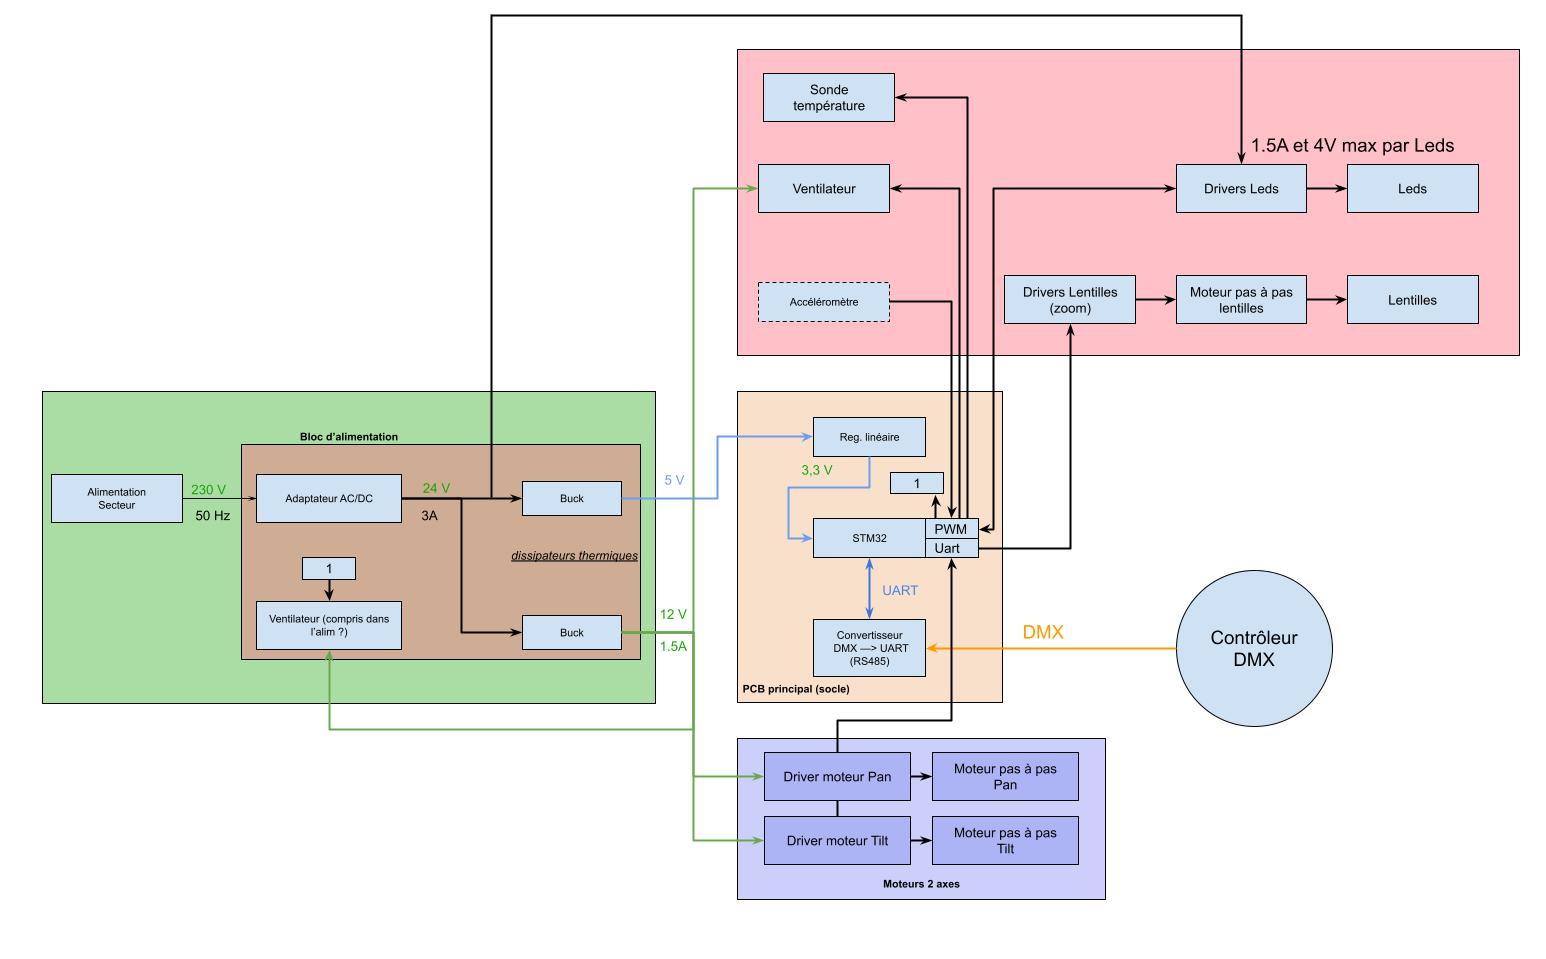 Sonde
température
1.5A et 4V max par Leds
Ventilateur
Drivers Leds
Leds
Accéléromètre
Drivers Lentilles
(zoom)
Moteur pas à pas
lentilles
Lentilles
Bloc d'alimentation
Alimentation
Secteur
230 V
50 Hz
Adaptateur AC/DC
24 V
3A
Buck
5 V
dissipateurs thermiques
1
Ventilateur (compris dans
l'alim ?)
Buck
12 V
1.5A
Reg. linéaire
3,3 V
1
STM32
PWM
Uart
UART
Convertisseur
DMX —> UART
(RS485)
PCB principal (socle)
DMX
Contrôleur
DMX
Driver moteur Pan
Moteur pas à pas
Pan
Driver moteur Tilt
Moteur pas à pas
Tilt
Moteurs 2 axes